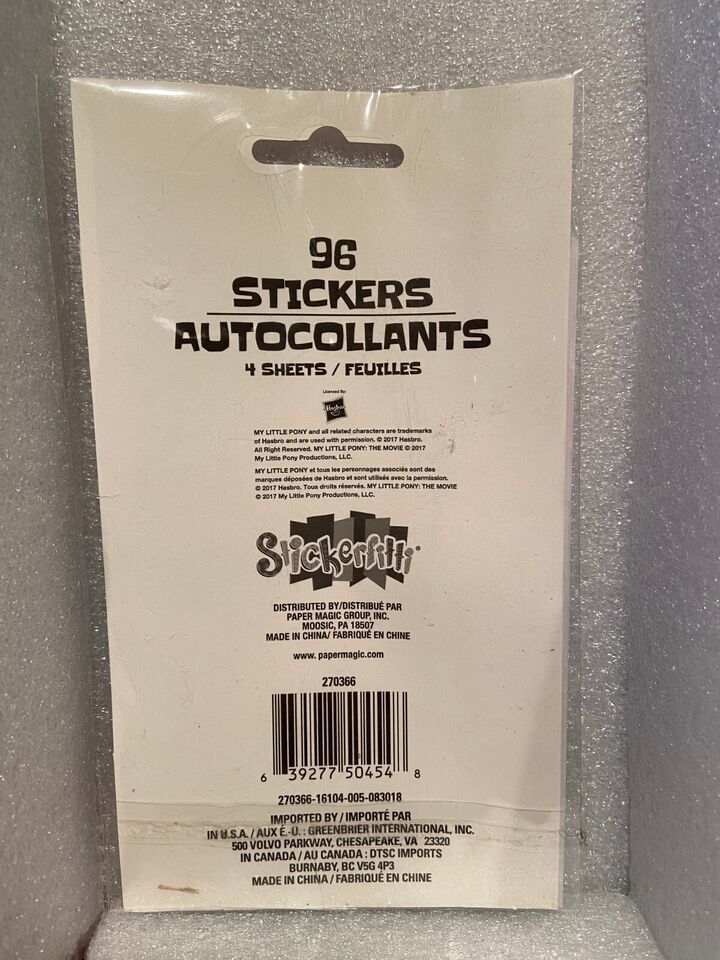 96
STICKERS
AUTOCOLLANTS
4 SHEETS / FEUILLES
Licensed By:
Hasbro
MY LITTLE PONY and all related characters are trademarks
of Hasbro and are used with permission. © 2017 Hasbro.
All Right Reserved. MY LITTLE PONY: THE MOVIE © 2017
My Little Pony Productions, LLC.
MY LITTLE PONY et tous les personnages associés sont des
marques déposées de Hasbro et sont utilisés avec la permission.
© 2017 Hasbro. Tous droits réservés. MY LITTLE PONY: THE MOVIE
© 2017 My Little Pony Productions, LLC.
Stickerfitti®
DISTRIBUTED BY/DISTRIBUÉ PAR
PAPER MAGIC GROUP, INC.
MOOSIC, PA 18507
MADE IN CHINA/ FABRIQUÉ EN CHINE
www. papermagic.com
270366
6 39277 50454 8
270366-16104-005-083018
IMPORTED BY / IMPORTÉ PAR
IN U.S.A. / AUX É.-U. : GREENBRIER INTERNATIONAL, INC.
500 VOLVO PARKWAY, CHESAPEAKE, VA 23320
IN CANADA / AU CANADA : DTSC IMPORTS
BURNABY, BC V5G 4P3
MADE IN CHINA / FABRIQUÉ EN CHINE